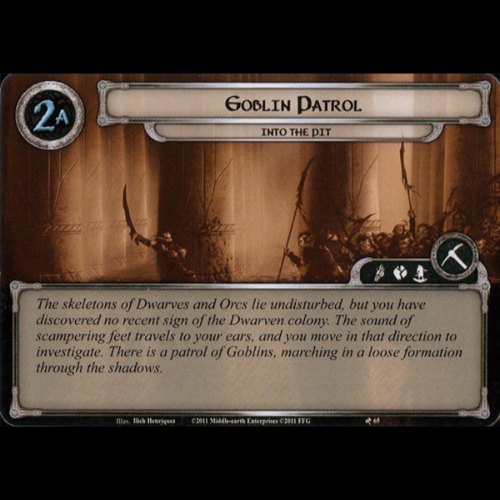 2A
GOBLIN PATROL
INTO THE PIT
The skeletons of Dwarves and Orcs lie undisturbed, but you have
discovered no recent sign of the Dwarven colony. The sound of
scampering feet travels to your ears, and you move in that direction to
investigate. There is a patrol of Goblins, marching in a loose formation
through the shadows.
Illus. Ilich Henriquez ©2011 Middle-earth Enterprises ©2011 FFG 65